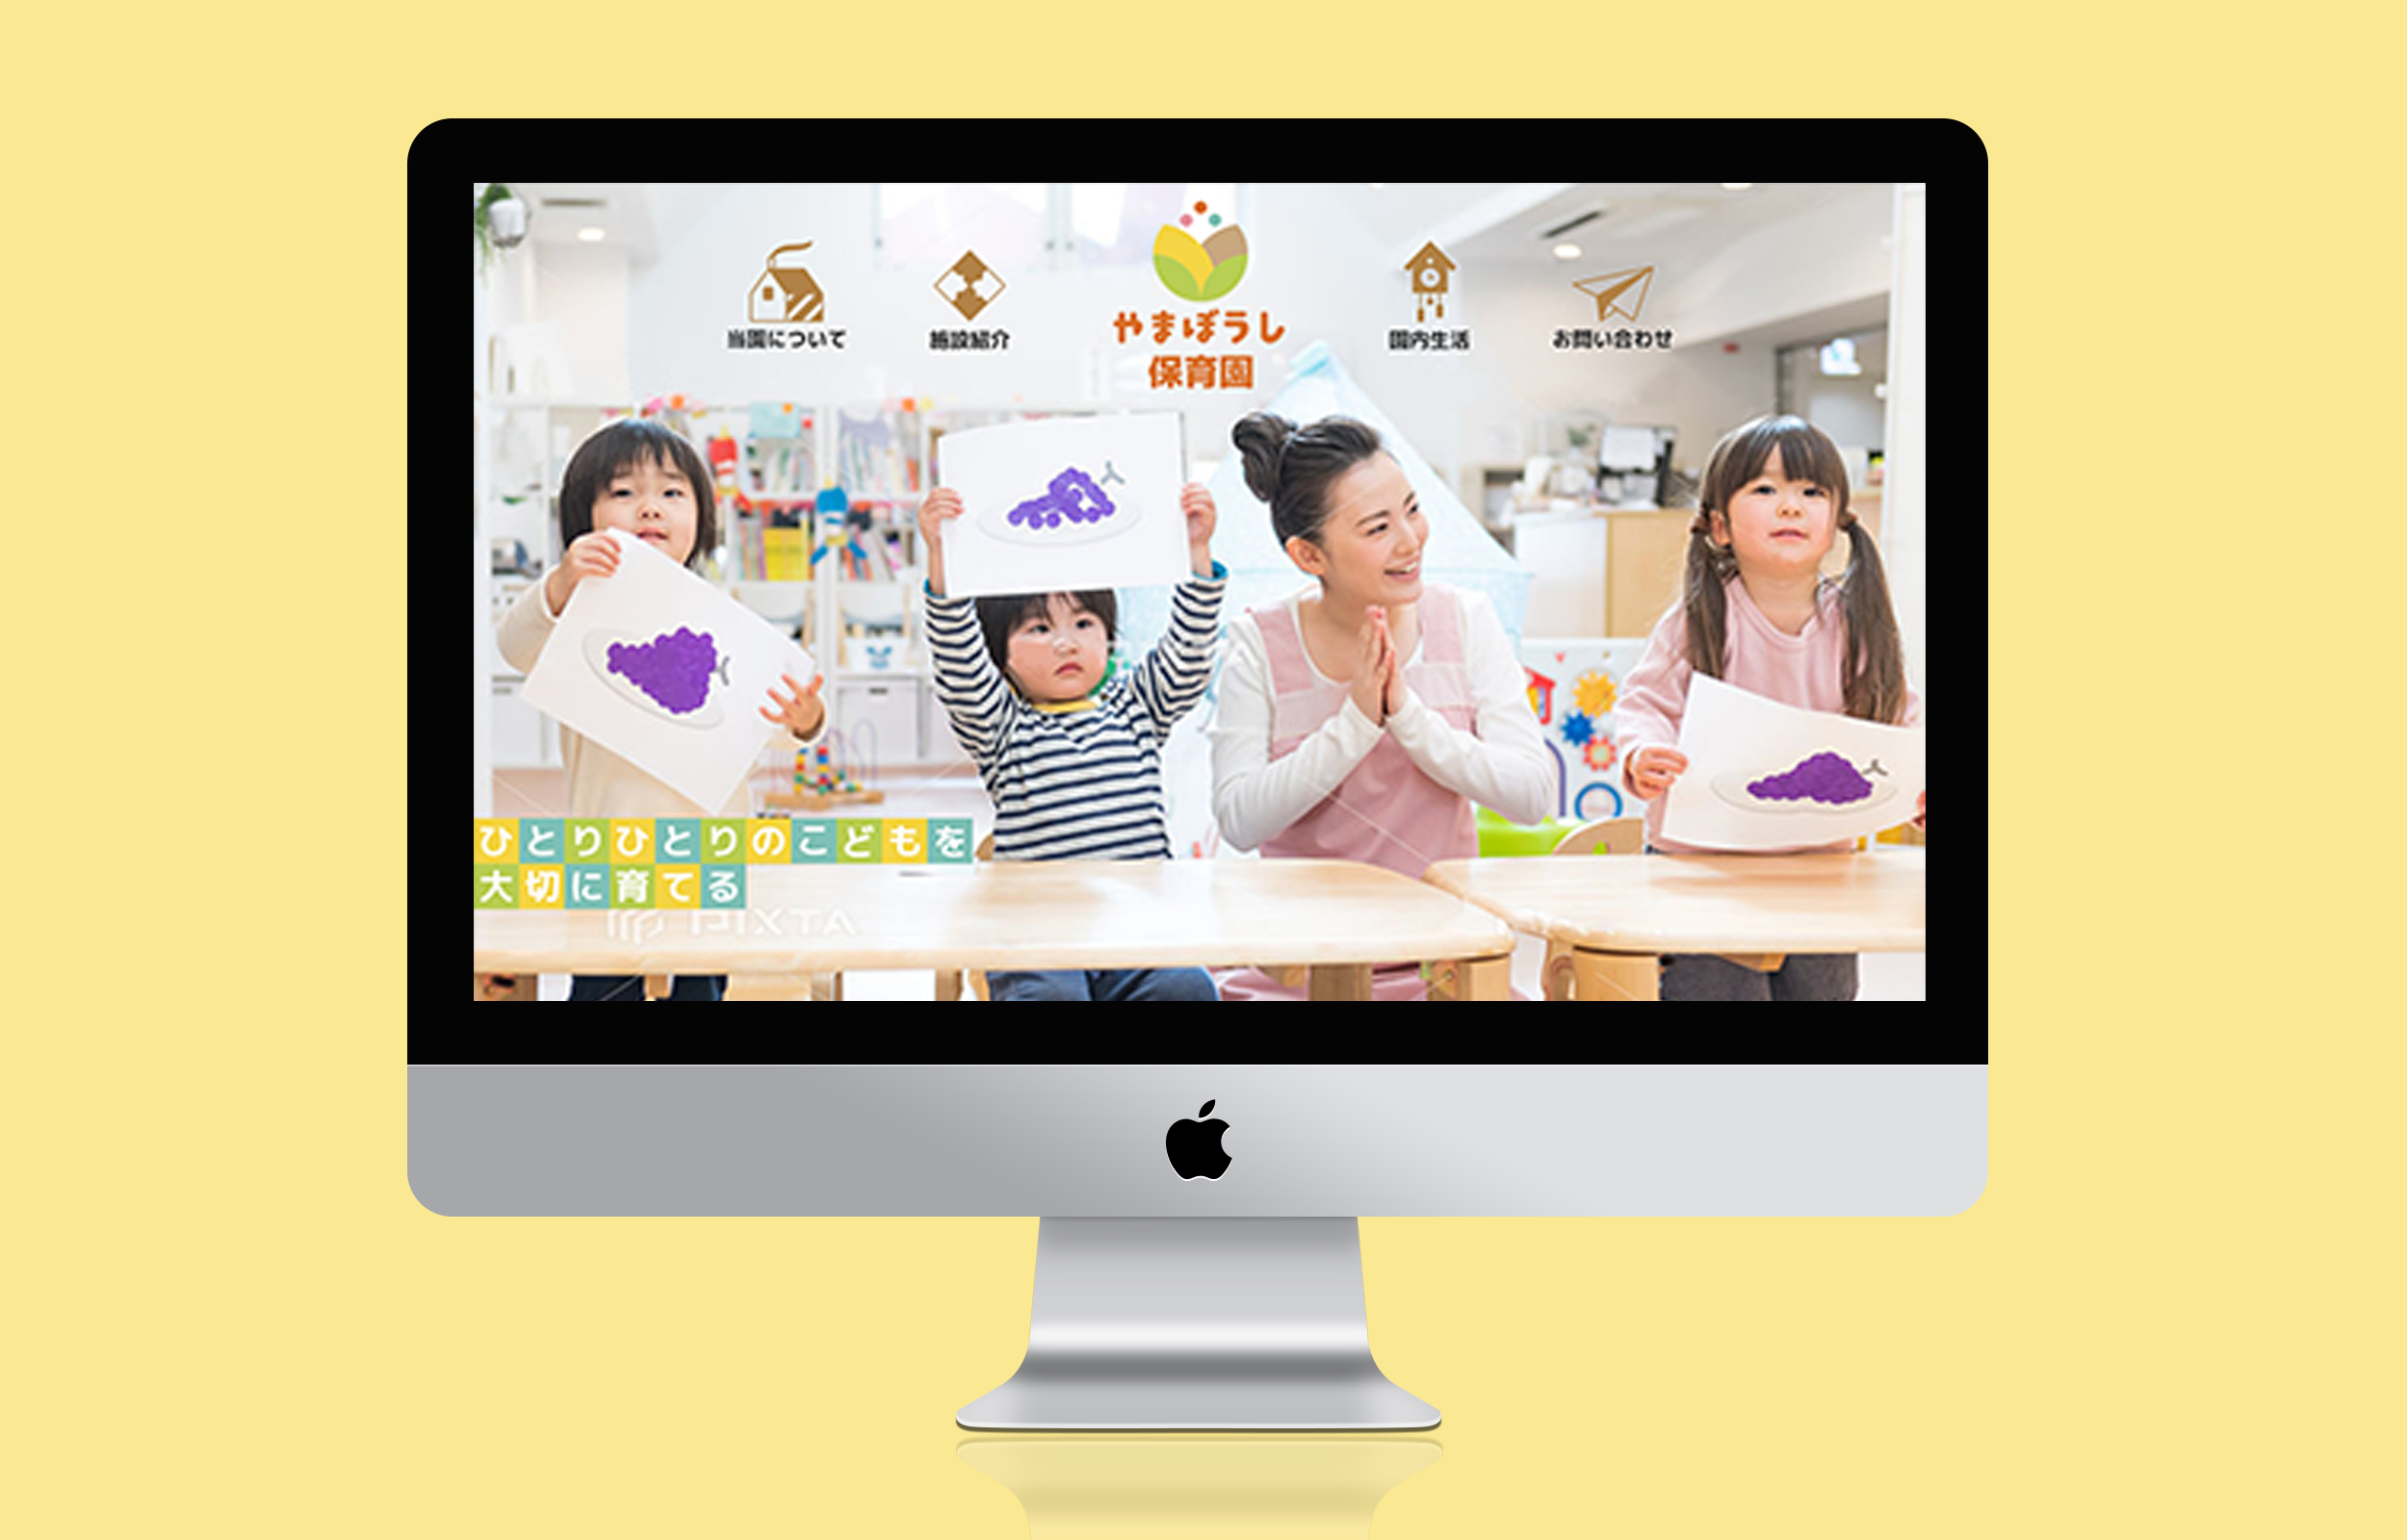 当園について
施設紹介
やまぼうし
保育園
園内生活
お問い合わせ
ひとりひとりのこどもを
大切に育てる
PIXTA